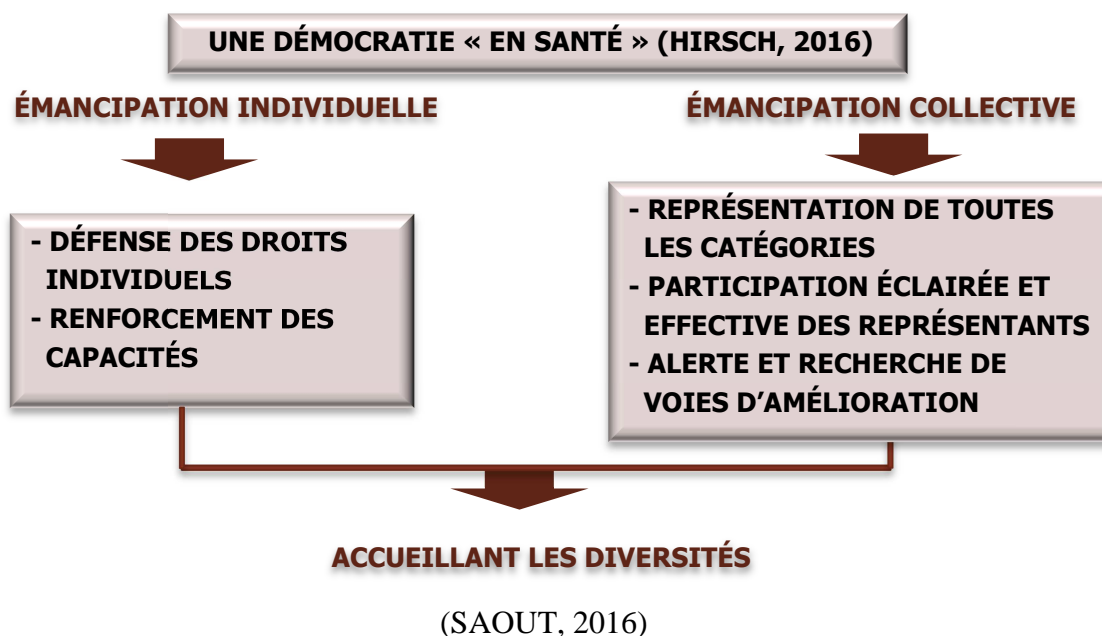 UNE DÉMOCRATIE « EN SANTÉ » (HIRSCH, 2016)
ÉMANCIPATION INDIVIDUELLE
- DÉFENSE DES DROITS
INDIVIDUELS
- RENFORCEMENT DES
CAPACITÉS
ÉMANCIPATION COLLECTIVE
- REPRÉSENTATION DE TOUTES
LES CATÉGORIES
- PARTICIPATION ÉCLAIRÉE ET
EFFECTIVE DES REPRÉSENTANTS
- ALERTE ET RECHERCHE DE
VOIES D’AMÉLIORATION
ACCUEILLANT LES DIVERSITÉS
(SAOUT, 2016)